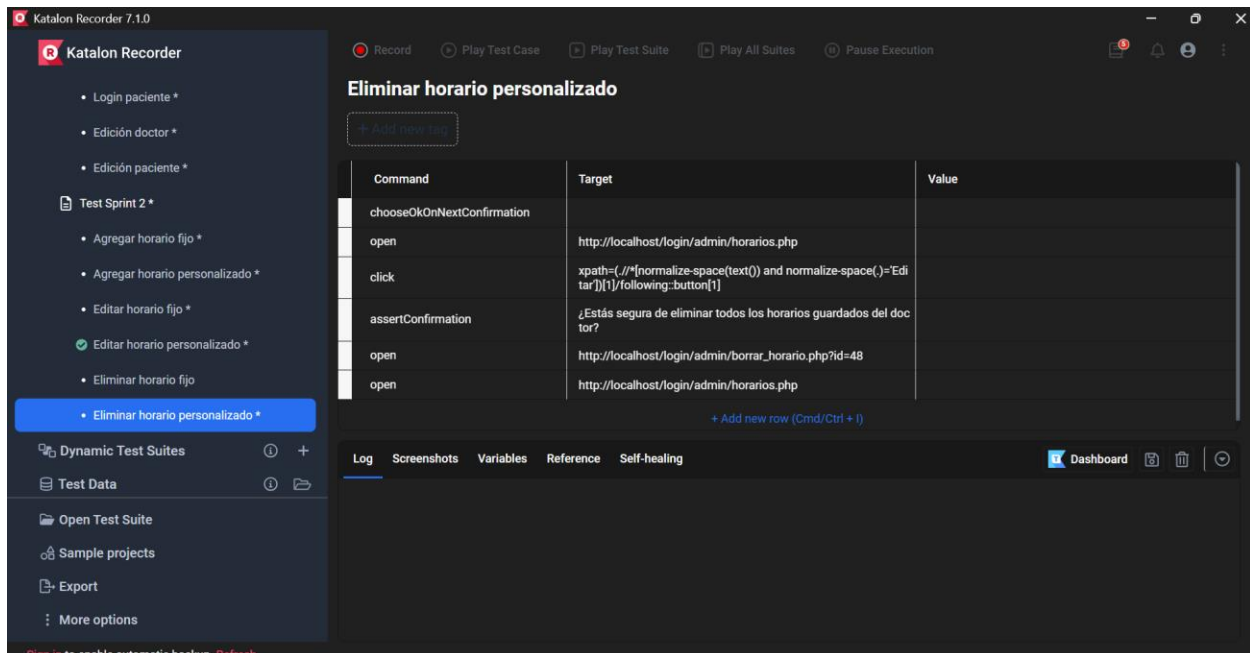 Katalon Recorder 7.1.0
Katalon Recorder
Record Play Test Case Play Test Suite Play All Suites Pause Execution
Login paciente *
Edición doctor *
Edición paciente *
Test Sprint 2 *
Agregar horario fijo *
Agregar horario personalizado *
Editar horario fijo *
Editar horario personalizado *
Eliminar horario fijo
Eliminar horario personalizado *
Dynamic Test Suites
Test Data
Open Test Suite
Sample projects
Export
More options
Sign in to enable automatic backup. Refresh
Eliminar horario personalizado
+ Add new tag
Command Target Value
chooseOkOnNextConfirmation
open http://localhost/login/admin/horarios.php
click xpath=(.//*[normalize-space(text()) and normalize-space(.)='Edi
tar'])[1]/following::button[1]
assertConfirmation ¿Estás segura de eliminar todos los horarios guardados del doc
tor?
open http://localhost/login/admin/borrar_horario.php?id=48
open http://localhost/login/admin/horarios.php
+ Add new row (Cmd/Ctrl + I)
Log Screenshots Variables Reference Self-healing Dashboard